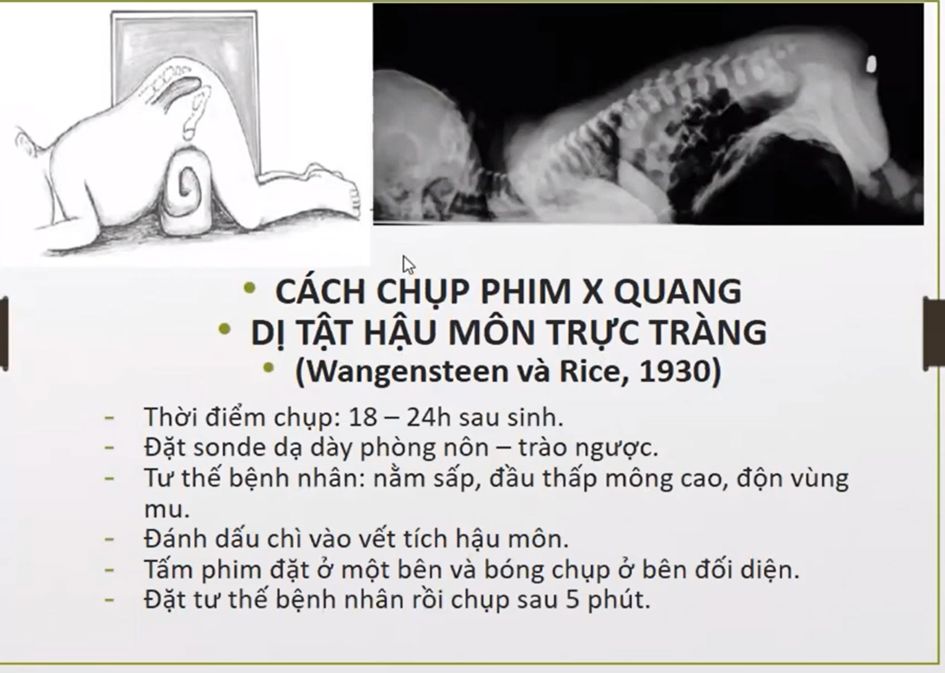 • CÁCH CHỤP PHIM X QUANG
• DỊ TẬT HẬU MÔN TRỰC TRÀNG
• (Wangensteen và Rice, 1930)
- Thời điểm chụp: 18 – 24h sau sinh.
- Đặt sonde dạ dày phòng nôn – trào ngược.
- Tư thế bệnh nhân: nằm sấp, đầu thấp mông cao, độn vùng
mu.
- Đánh dấu chì vào vết tích hậu môn.
- Tấm phim đặt ở một bên và bóng chụp ở bên đối diện.
- Đặt tư thế bệnh nhân rồi chụp sau 5 phút.